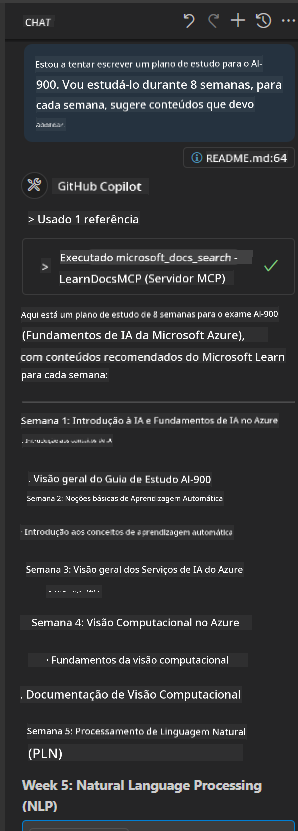 CHAT
Estou a tentar escrever um plano de estudo para o AI-
900. Vou estudá-lo durante 8 semanas, para
cada semana, sugere conteúdos que devo
README.md:64
GitHub Copilot
> Usado 1 referência
> Executado microsoft_docs_search -
LearnDocsMCP (Servidor MCP)
Aqui está um plano de estudo de 8 semanas para o exame AI-900
(Fundamentos de IA da Microsoft Azure),
com conteúdos recomendados do Microsoft Learn
para cada semana:
Semana 1: Introdução à IA e Fundamentos de IA no Azure
. Introdução aos conceitos de IA
. Visão geral do Guia de Estudo AI-900
Semana 2: Noções básicas de Aprendizagem Automática
· Introdução aos conceitos de aprendizagem automática
Semana 3: Visão geral dos Serviços de IA do Azure
Semana 4: Visão Computacional no Azure
· Fundamentos da visão computacional
. Documentação de Visão Computacional
Semana 5: Processamento de Linguagem Natural
(PLN)
Week 5: Natural Language Processing
(NLP)